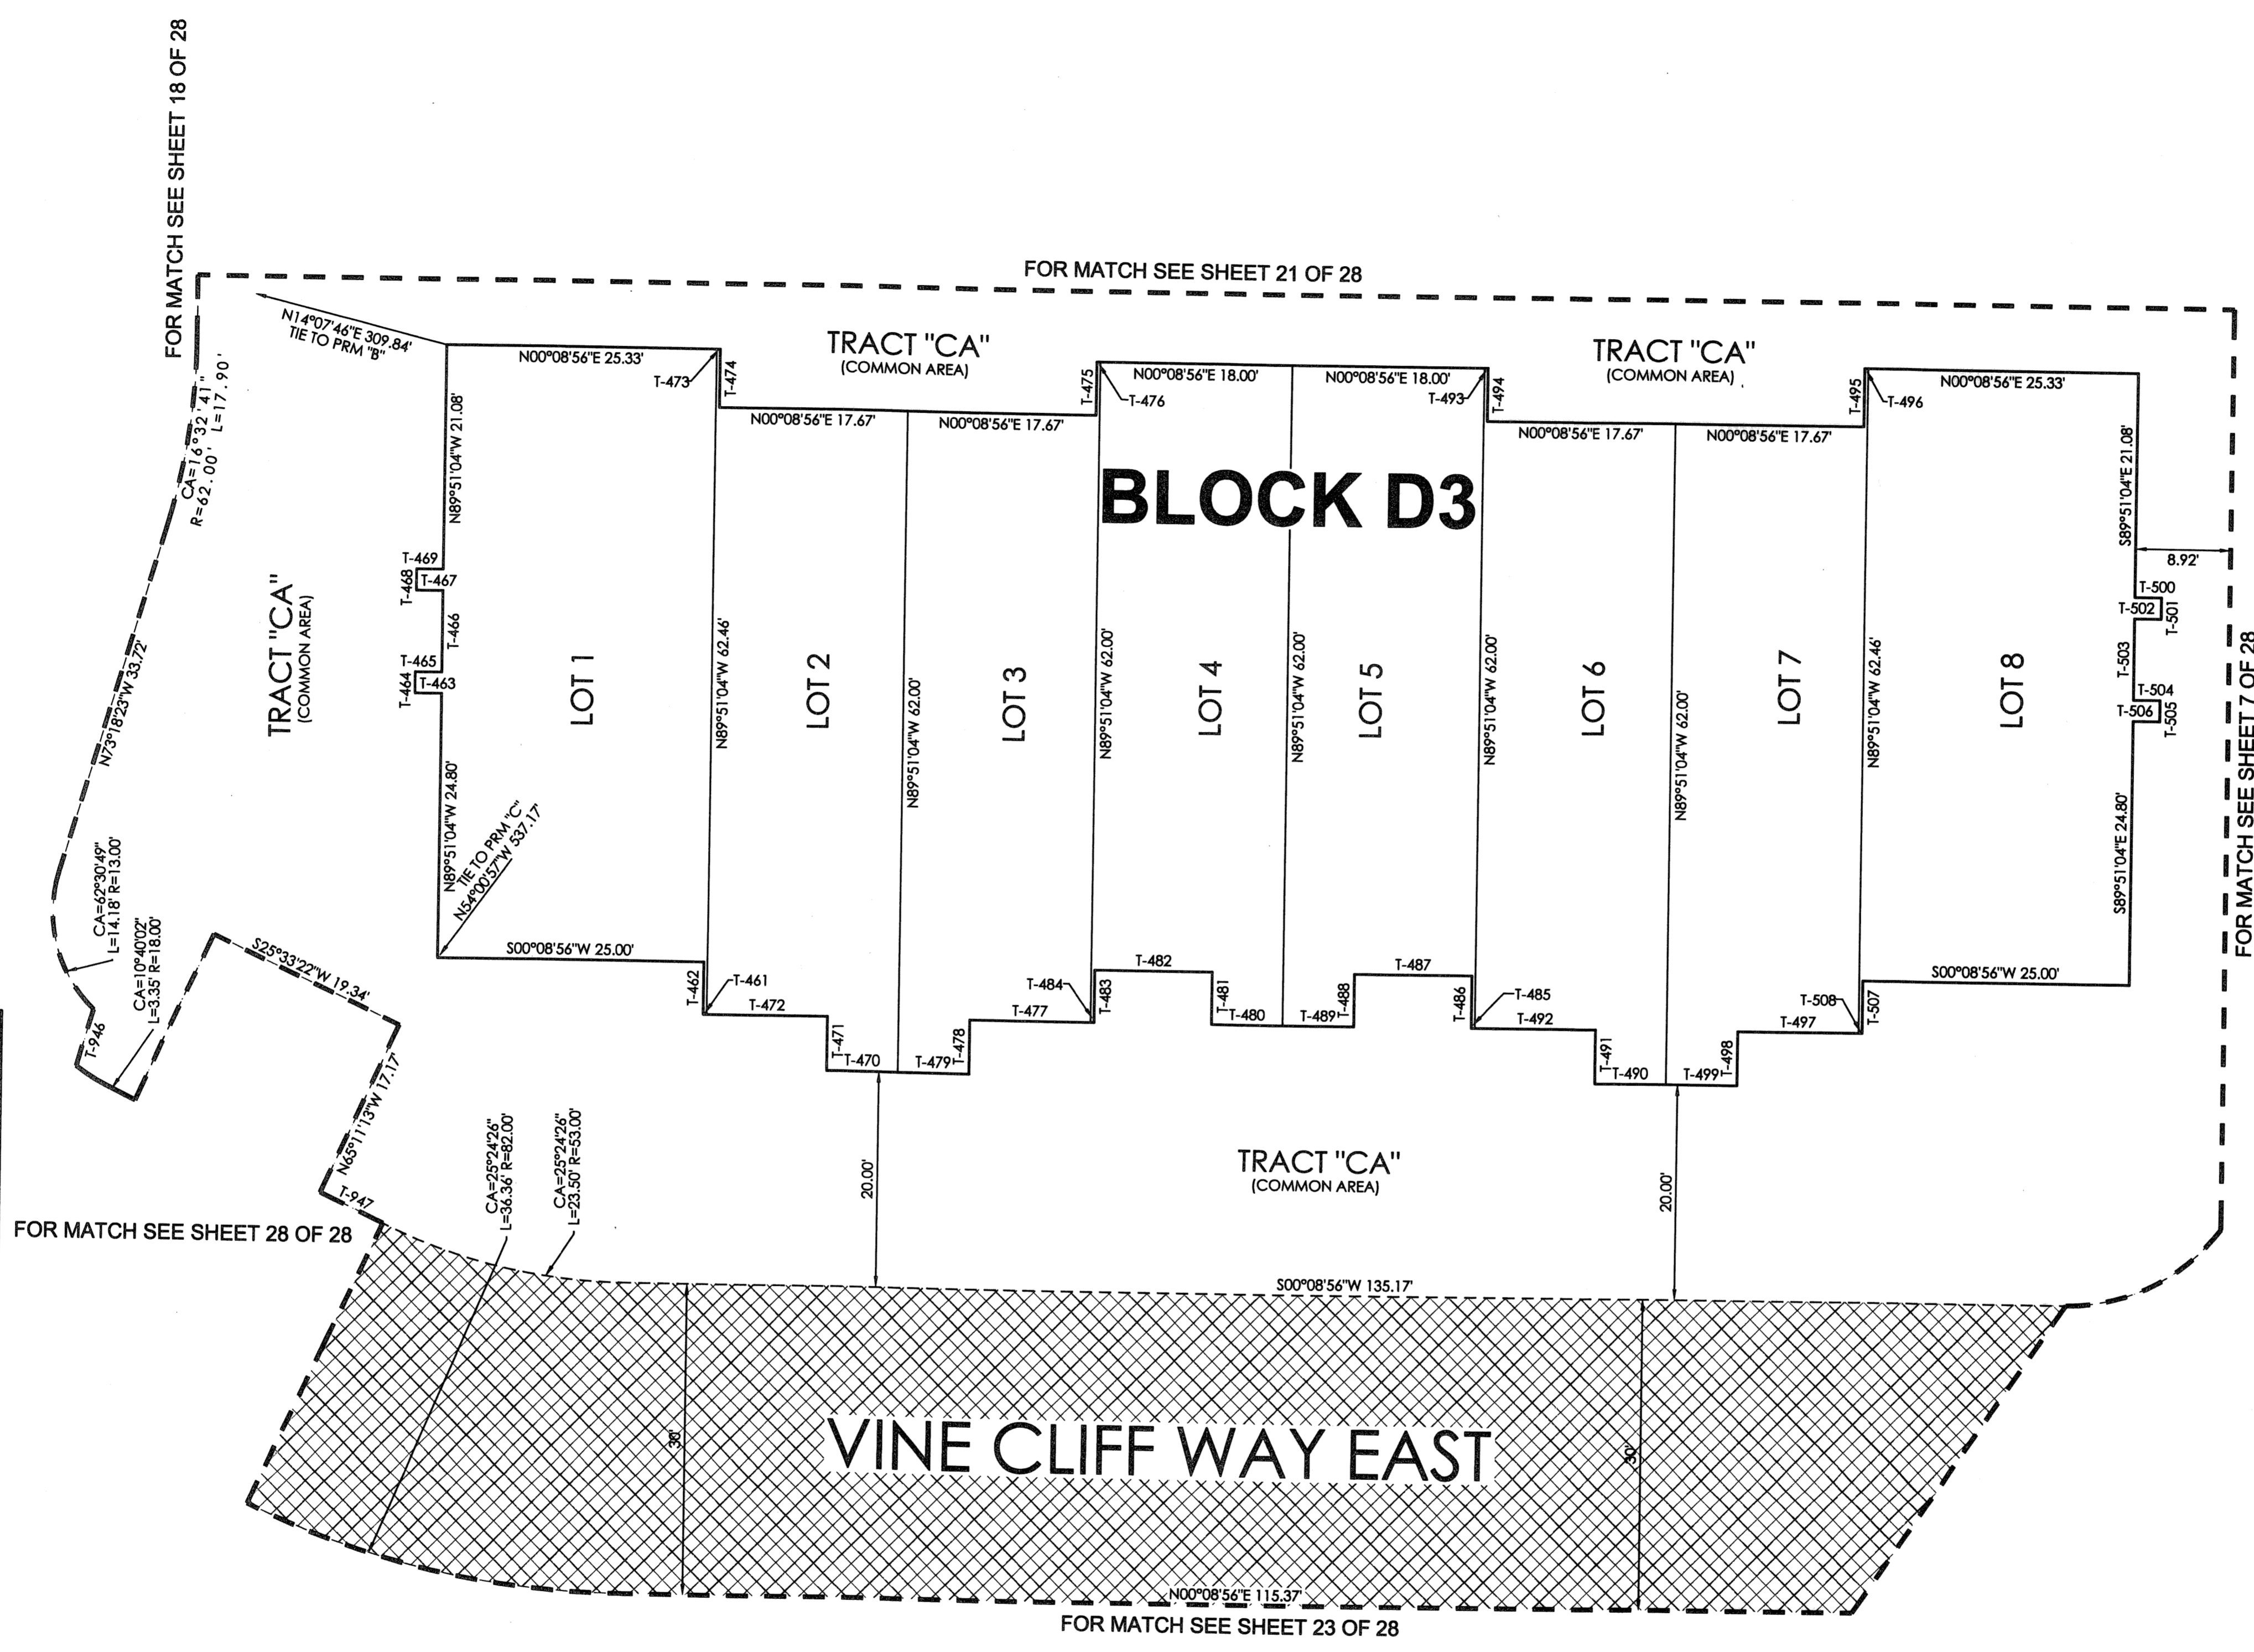 FOR MATCH SEE SHEET 18 OF 28
FOR MATCH SEE SHEET 21 OF 28
N14°07'46"E 309.84'
TIE TO PRM "B"
CA=16°32'41"
R=62.00' L=17.90'
N00°08'56"E 25.33'
T-473
T-474
TRACT "CA"
(COMMON AREA)
T-475
T-476
N00°08'56"E 18.00'
N00°08'56"E 18.00'
T-493
T-494
TRACT "CA"
(COMMON AREA)
T-495
T-496
N00°08'56"E 25.33'
N00°08'56"E 17.67'
N00°08'56"E 17.67'
N00°08'56"E 17.67'
N00°08'56"E 17.67'
BLOCK D3
N89°51'04"W 21.08'
S89°51'04"E 21.08'
8.92'
T-469
T-468
T-467
T-466
T-465
T-464
T-463
T-500
T-502
T-501
T-503
T-504
T-506
T-505
N73°18'23"W 33.72'
TRACT "CA"
(COMMON AREA)
LOT 1
N89°51'04"W 62.46'
LOT 2
N89°51'04"W 62.00'
LOT 3
N89°51'04"W 62.00'
LOT 4
N89°51'04"W 62.00'
LOT 5
N89°51'04"W 62.00'
LOT 6
N89°51'04"W 62.00'
LOT 7
N89°51'04"W 62.46'
LOT 8
FOR MATCH SEE SHEET 7 OF 28
N89°51'04"W 24.80'
TIE TO PRM "C"
N54°00'57"W 537.17'
S89°51'04"E 24.80'
CA=62°30'49"
L=14.18' R=13.00'
CA=10°40'02"
L=3.35' R=18.00'
T-946
S25°33'22"W 19.34'
N65°11'13"W 17.17'
T-947
S00°08'56"W 25.00'
T-462
T-461
T-472
T-471
T-470
T-479
T-478
T-477
T-484
T-483
T-482
T-481
T-480
T-489
T-488
T-487
T-486
T-485
T-492
T-491
T-490
T-499
T-498
T-497
T-508
T-507
S00°08'56"W 25.00'
CA=25°24'26"
L=36.36' R=82.00'
CA=25°24'26"
L=23.50' R=53.00'
20.00'
TRACT "CA"
(COMMON AREA)
20.00'
FOR MATCH SEE SHEET 28 OF 28
S00°08'56"W 135.17'
30'
VINE CLIFF WAY EAST
30'
N00°08'56"E 115.37'
FOR MATCH SEE SHEET 23 OF 28